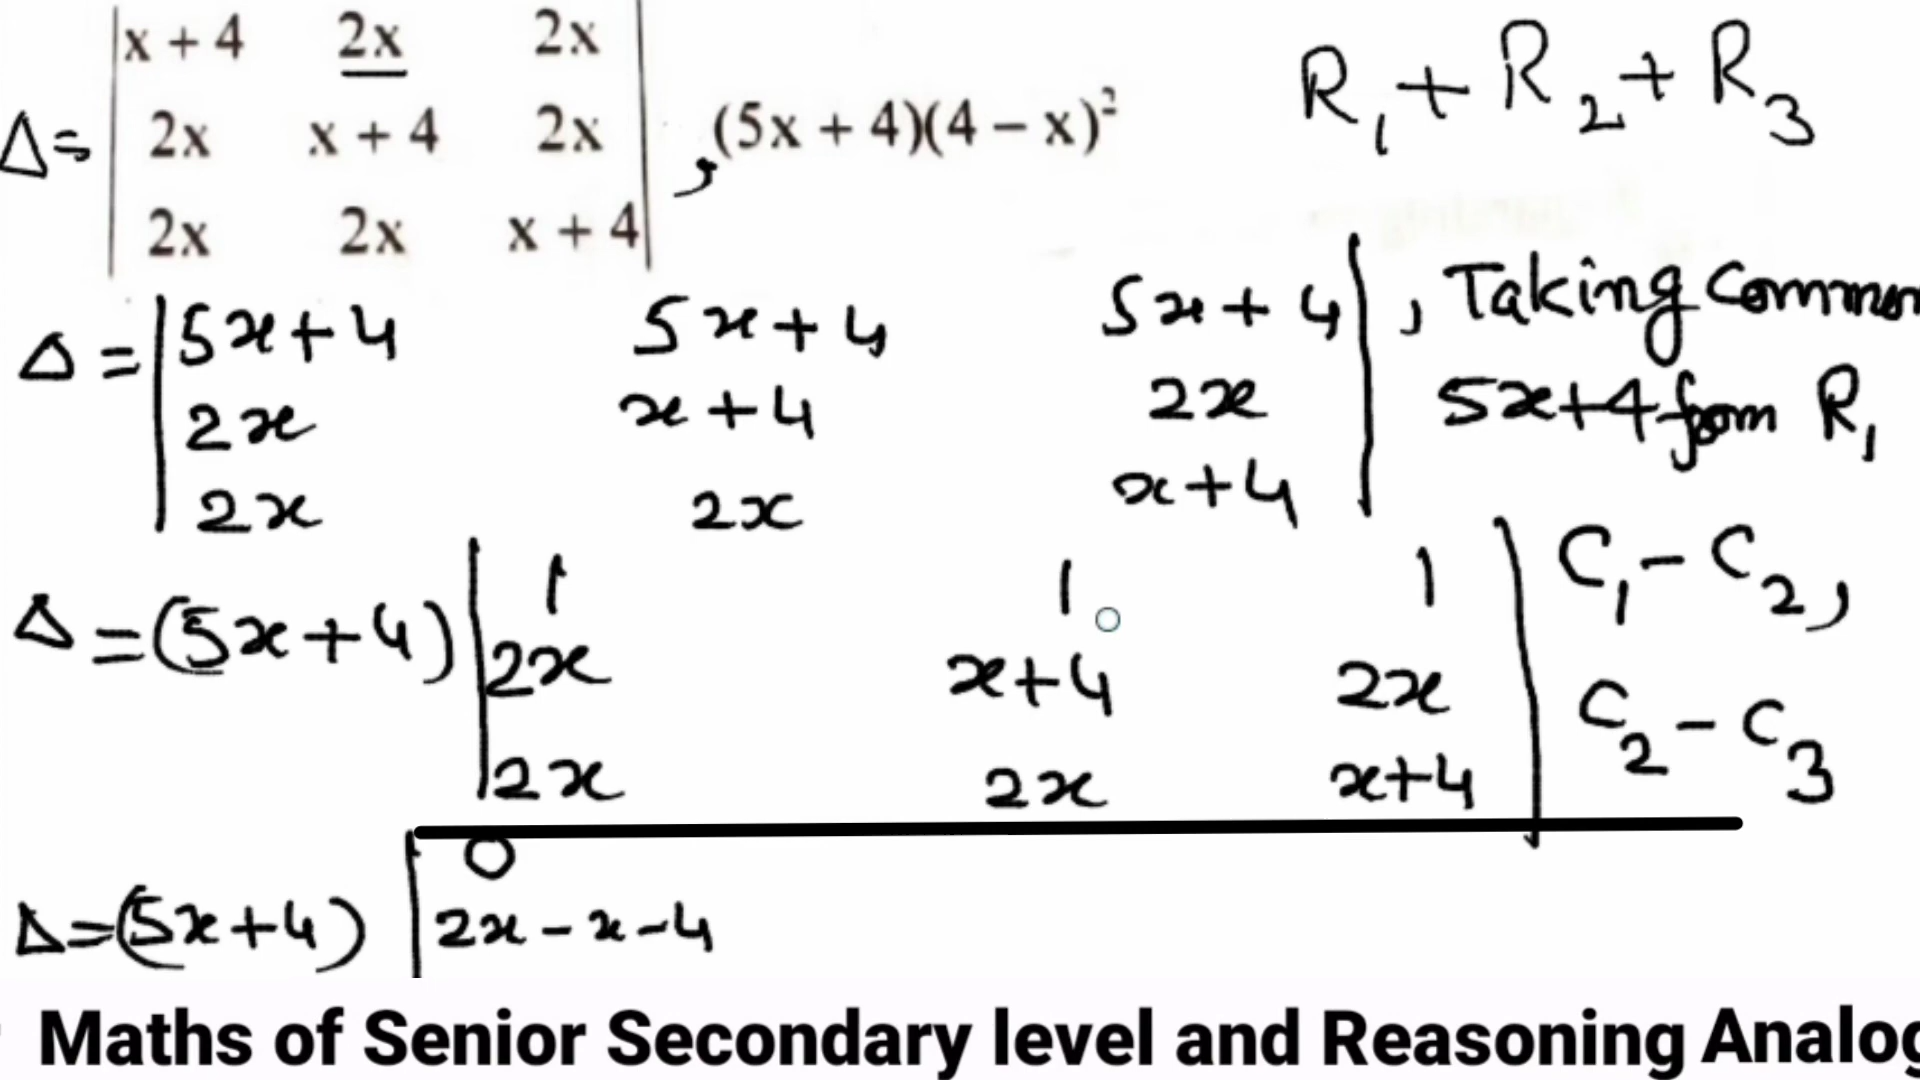 x + 4 2x 2x
Δ= 2x x + 4 2x , (5x + 4)(4 − x)²
2x 2x x + 4
R₁ + R₂ + R₃
Δ = 5x+4 5x+4 5x+4 , Taking Common
2x x+4 2x 5x+4 from R₁
2x 2x x+4
Δ = (5x+4) 1 1 1 C₁ - C₂,
2x x+4 2x
2x 2x x+4 C₂ - C₃
0
Δ=(5x+4) 2x - x - 4
Maths of Senior Secondary level and Reasoning Analog